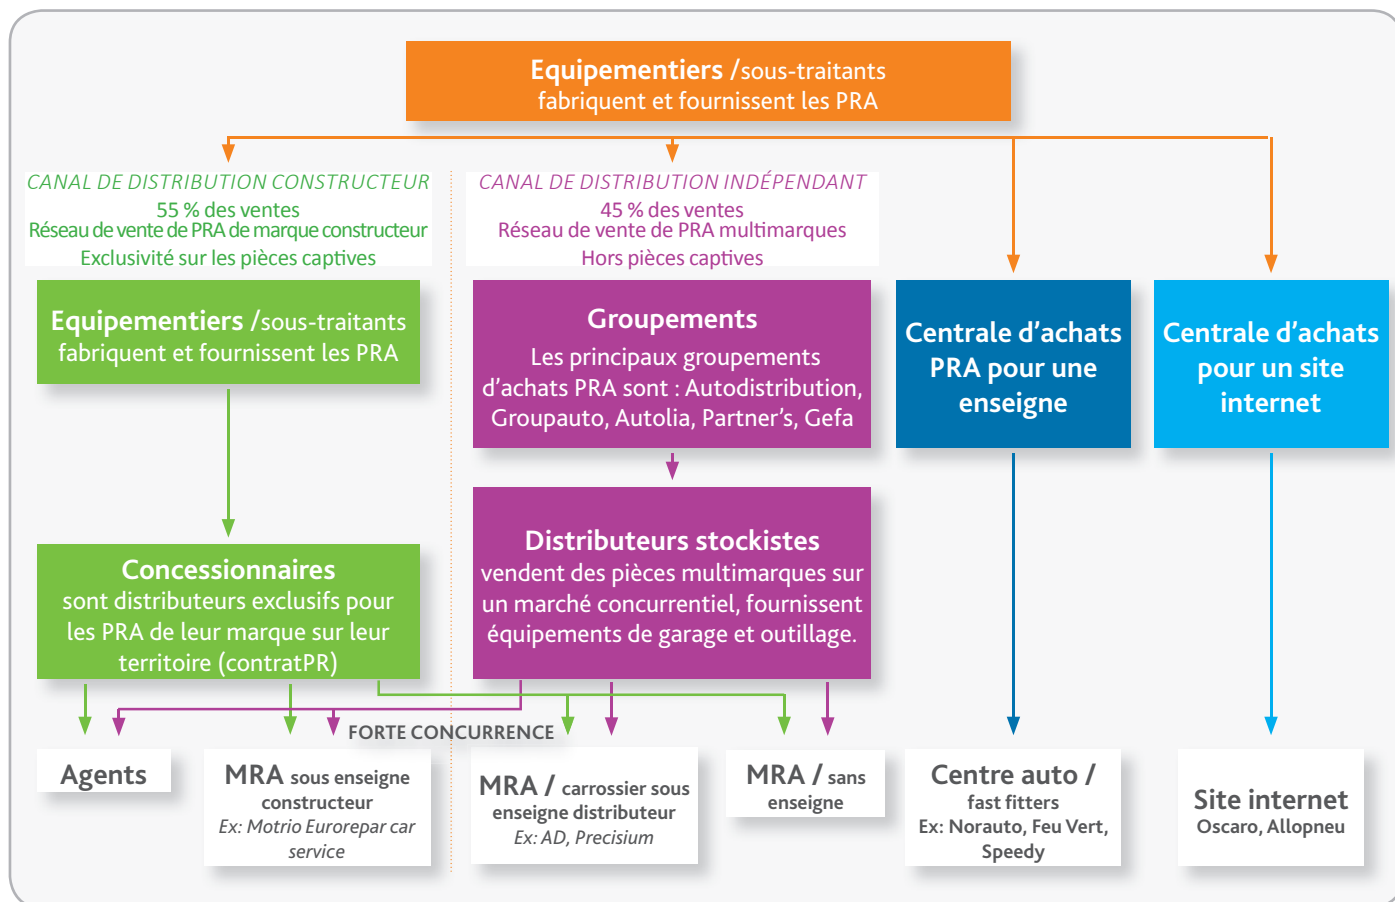 Equipementiers /sous-traitants
fabriquent et fournissent les PRA
CANAL DE DISTRIBUTION CONSTRUCTEUR
55 % des ventes
Réseau de vente de PRA de marque constructeur
Exclusivité sur les pièces captives
CANAL DE DISTRIBUTION INDÉPENDANT
45 % des ventes
Réseau de vente de PRA multimarques
Hors pièces captives
Equipementiers /sous-traitants
fabriquent et fournissent les PRA
Groupements
Les principaux groupements
d'achats PRA sont : Autodistribution,
Groupauto, Autolia, Partner's, Gefa
Centrale d'achats
PRA pour une
enseigne
Centrale d'achats
pour un site
internet
Concessionnaires
sont distributeurs exclusifs pour
les PRA de leur marque sur leur
territoire (contratPR)
Distributeurs stockistes
vendent des pièces multimarques sur
un marché concurrentiel, fournissent
équipements de garage et outillage.
FORTE CONCURRENCE
Agents
MRA sous enseigne
constructeur
Ex: Motrio Eurorepar car
service
MRA / carrossier sous
enseigne distributeur
Ex: AD, Precisium
MRA / sans
enseigne
Centre auto /
fast fitters
Ex: Norauto, Feu Vert,
Speedy
Site internet
Oscaro, Allopneu